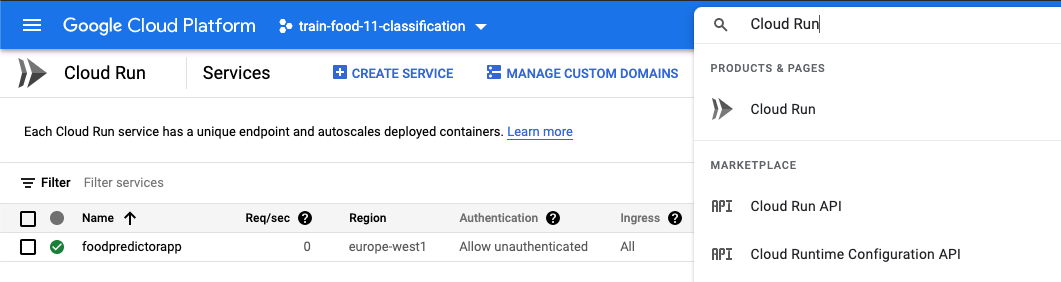 Google Cloud Platform train-food-11-classification Cloud Run
Cloud Run Services CREATE SERVICE MANAGE CUSTOM DOMAINS
PRODUCTS & PAGES
Cloud Run
Each Cloud Run service has a unique endpoint and autoscales deployed containers. Learn more
MARKETPLACE
Filter Filter services
API Cloud Run API
Name Req/sec ? Region Authentication ? Ingress ?
foodpredictorapp 0 europe-west1 Allow unauthenticated All
API Cloud Runtime Configuration API